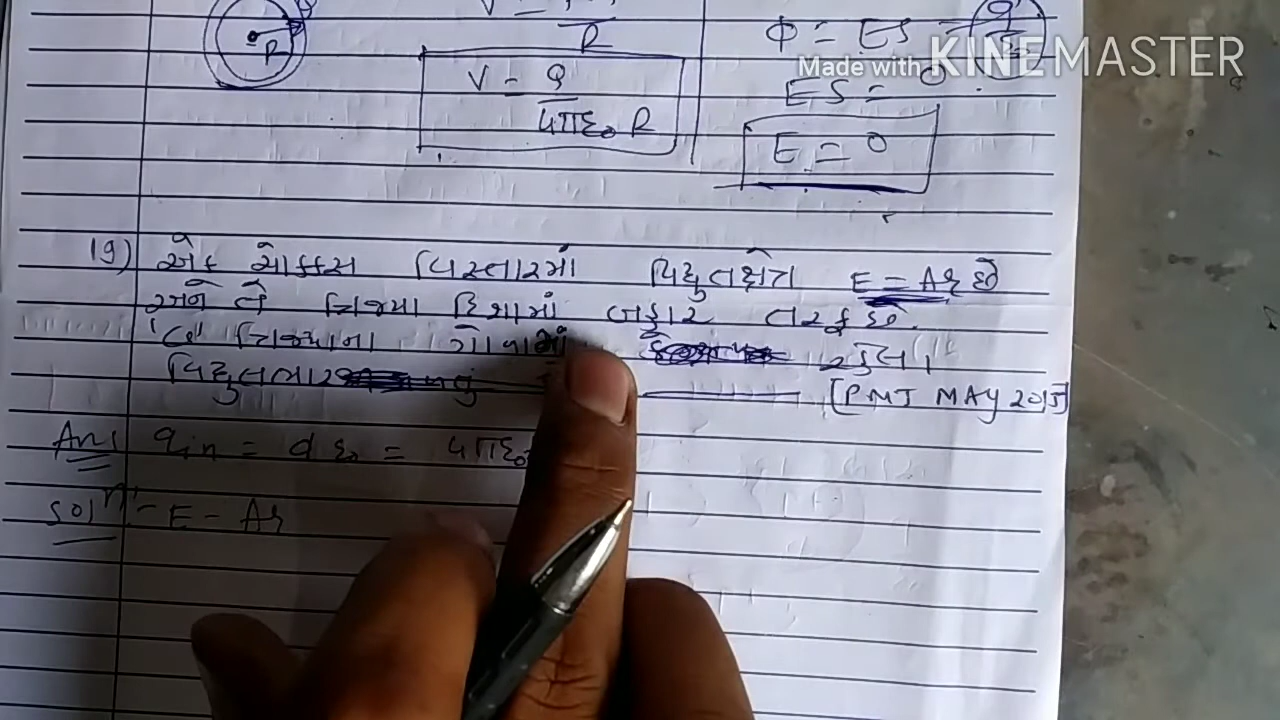 R
V = Q
4πε₀ R
Φ = ES =
ES = 0
E = 0
Made with KINEMASTER
19) એક ચોક્કસ વિસ્તારમાં વિદ્યુતક્ષેત્ર E = Ar છે
અને તે ત્રિજ્યા દિશામાં બહાર તરફ છે.
'a' ત્રિજ્યાના ગોળામાં રહેલા
વિદ્યુતભાર [PMT MAY 2015]
Ans qin = Φ ε₀ = 4πε₀
solⁿ:- E = Ar